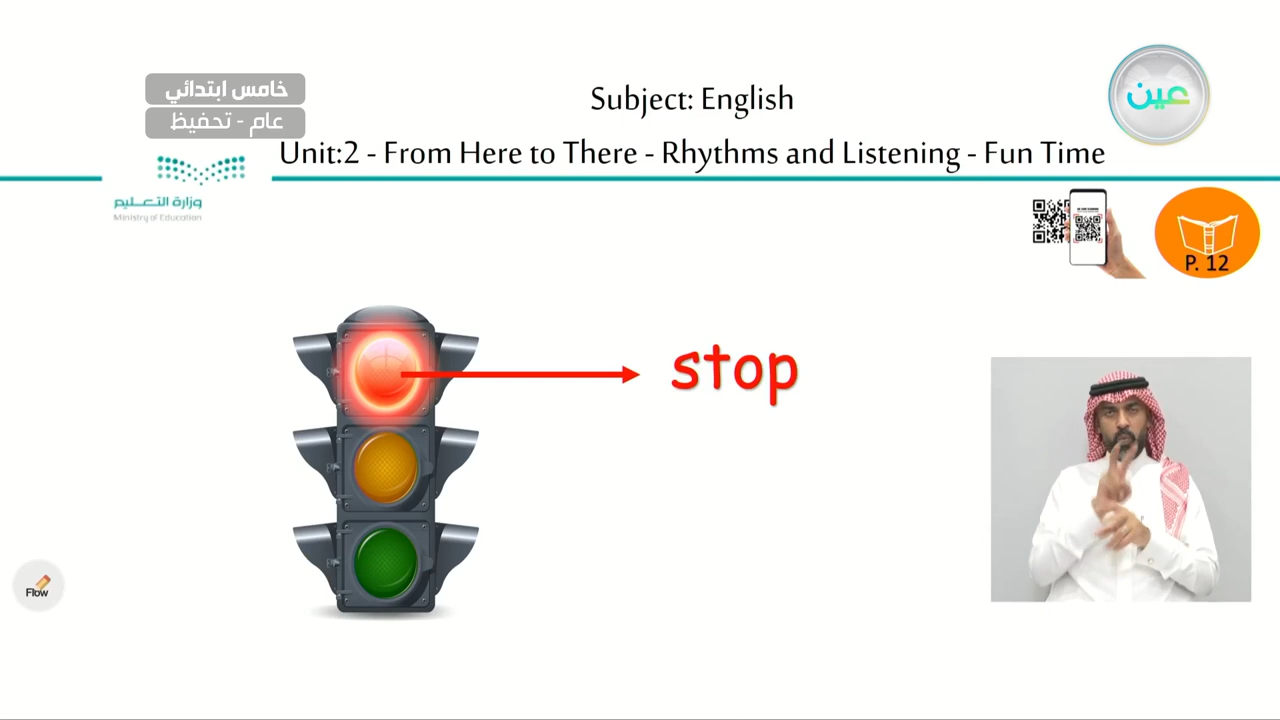 خامس ابتدائي
عام - تحفيظ
Subject: English
Unit:2 - From Here to There - Rhythms and Listening - Fun Time
عين
وزارة التعليم
Ministry of Education
P. 12
stop
Flow